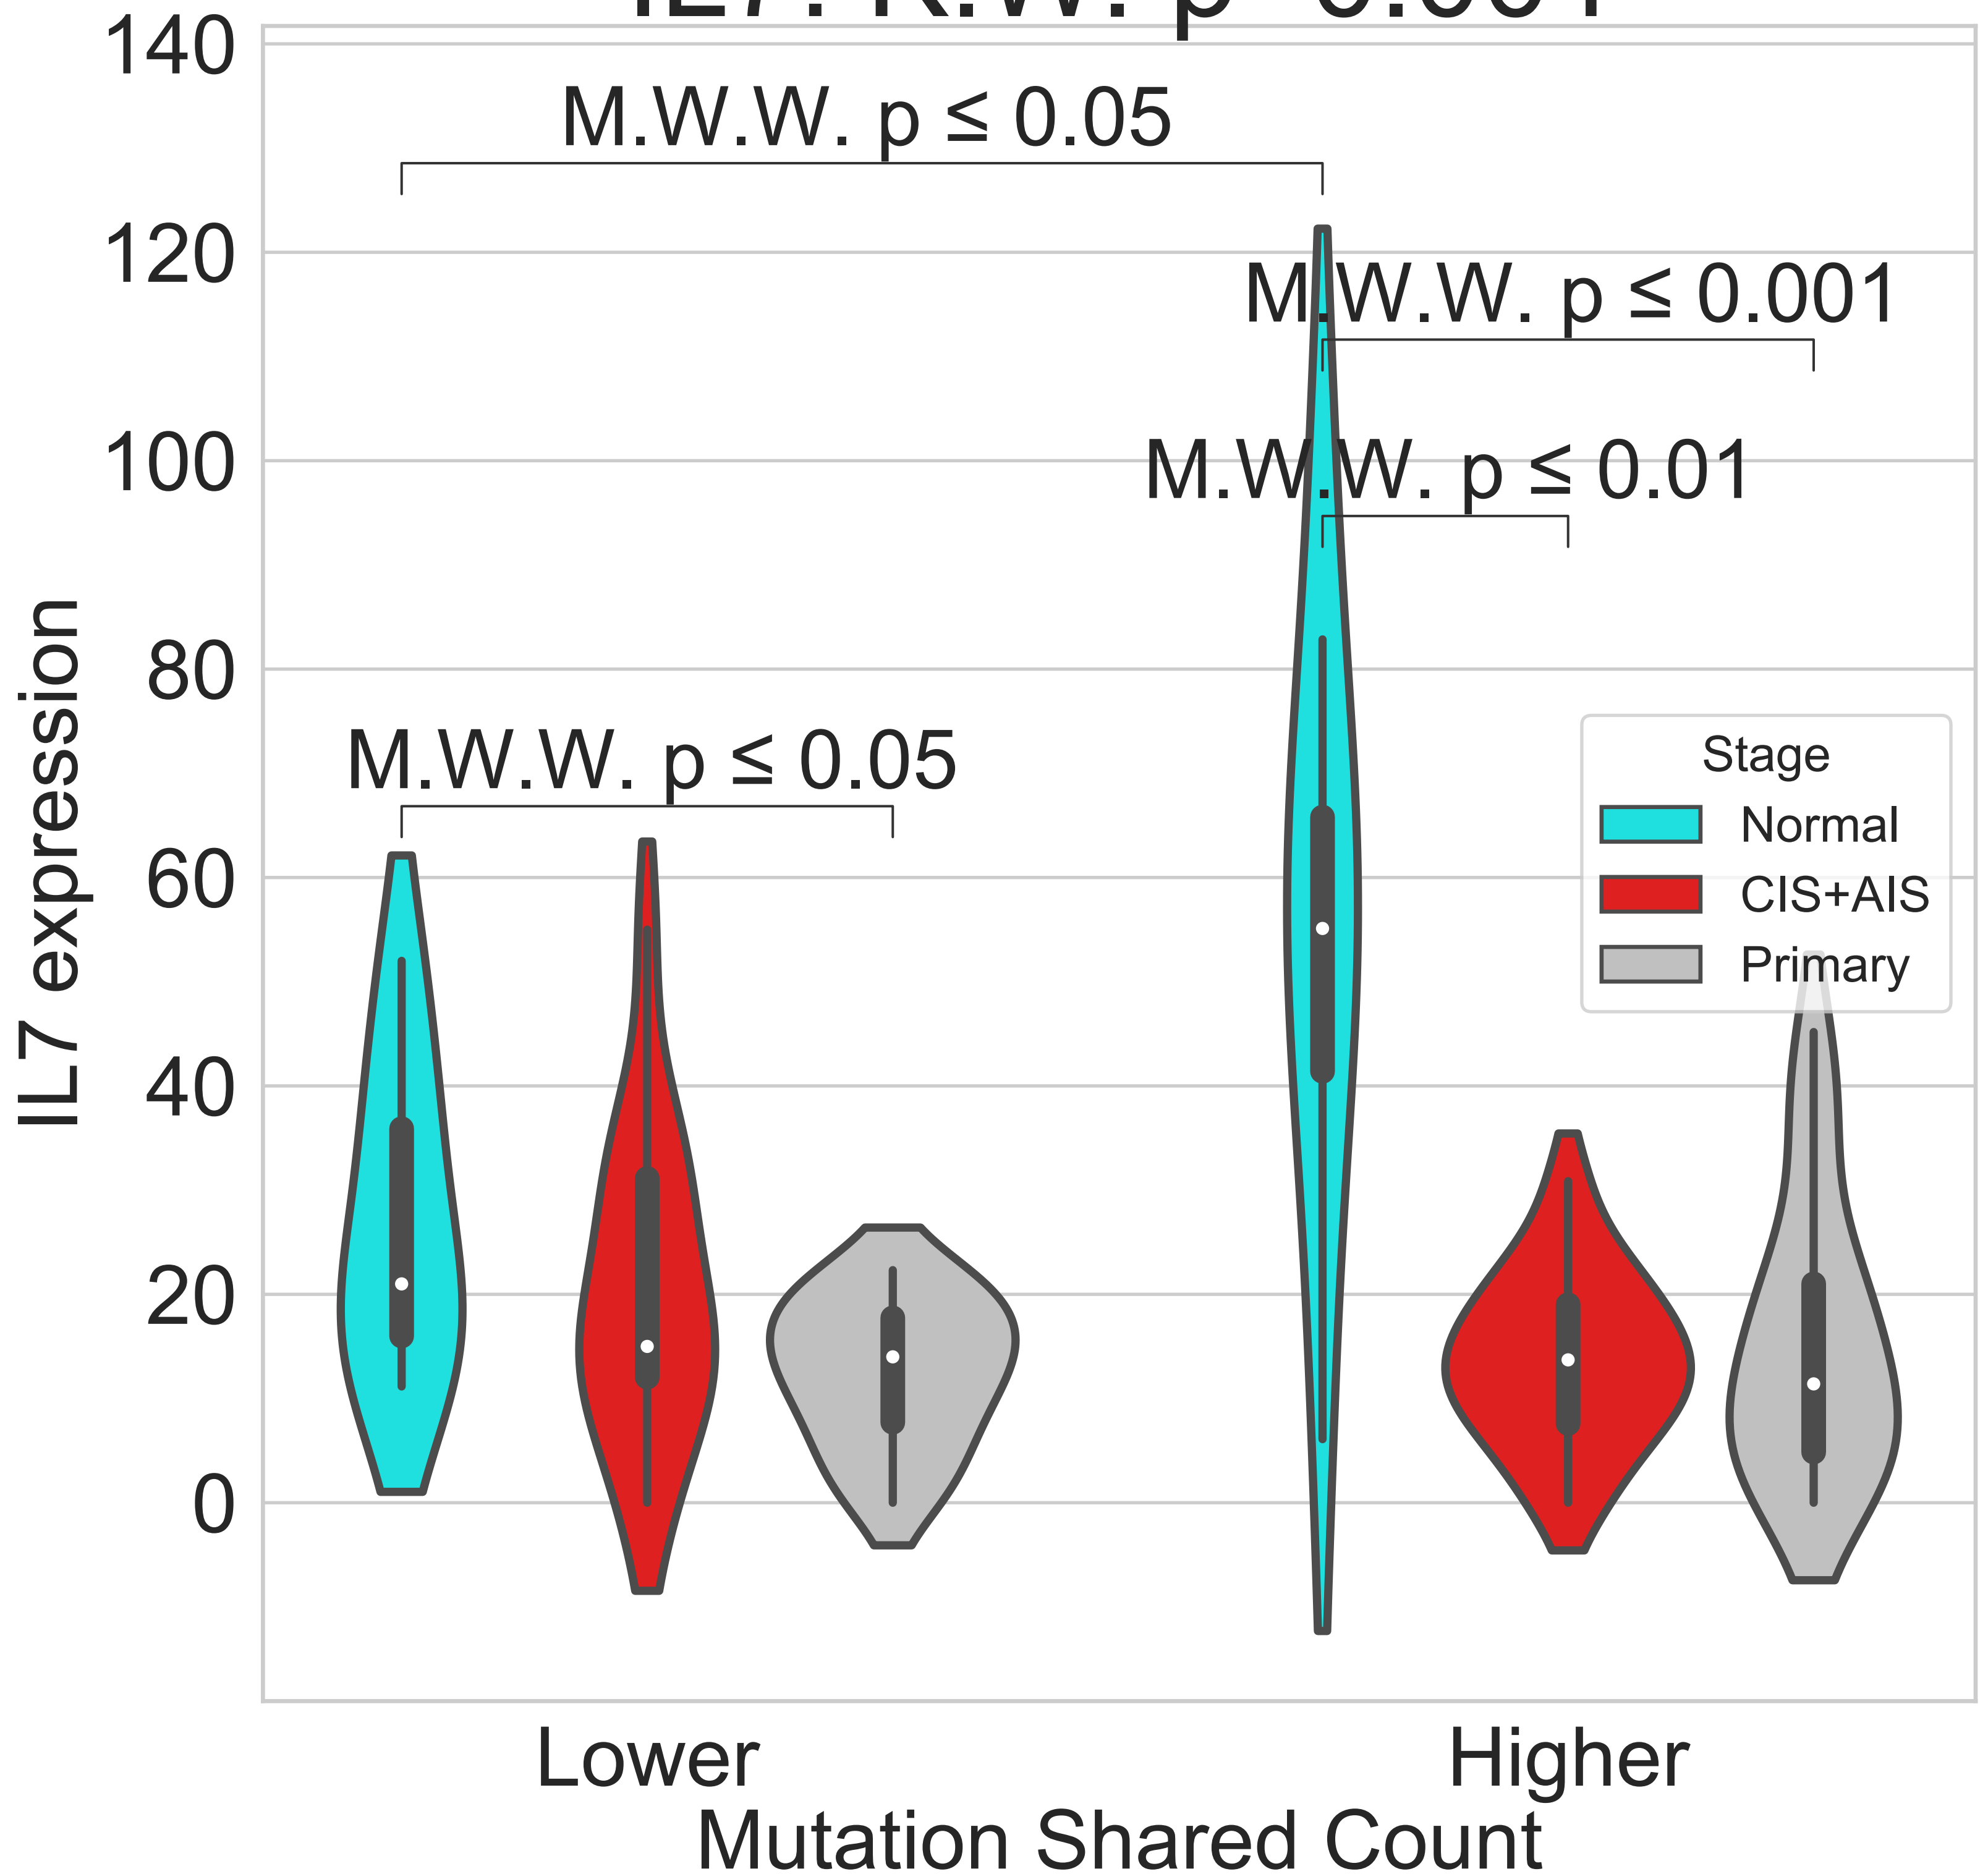 140
M.W.W. p ≤ 0.05
120
M.W.W. p ≤ 0.001
100
M.W.W. p ≤ 0.01
80
M.W.W. p ≤ 0.05
60
40
20
0
IL7 expression
Stage
Normal
CIS+AIS
Primary
Lower
Higher
Mutation Shared Count